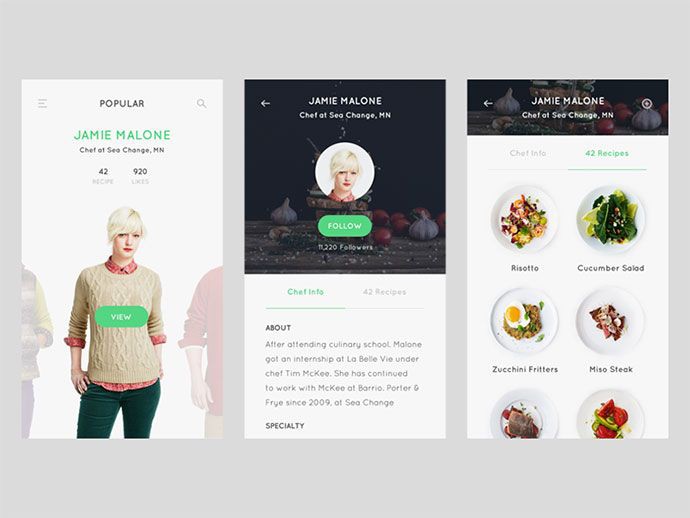 POPULAR
JAMIE MALONE
Chef at Sea Change, MN
42 920
RECIPE LIKES
VIEW
JAMIE MALONE
Chef at Sea Change, MN
FOLLOW
11,220 Followers
Chef Info 42 Recipes
ABOUT
After attending culinary school. Malone
got an internship at La Belle Vie under
chef Tim McKee. She has continued
to work with McKee at Barrio, Porter &
Frye since 2009, at Sea Change
SPECIALTY
JAMIE MALONE
Chef at Sea Change, MN
Chef Info 42 Recipes
Risotto Cucumber Salad
Zucchini Fritters Miso Steak